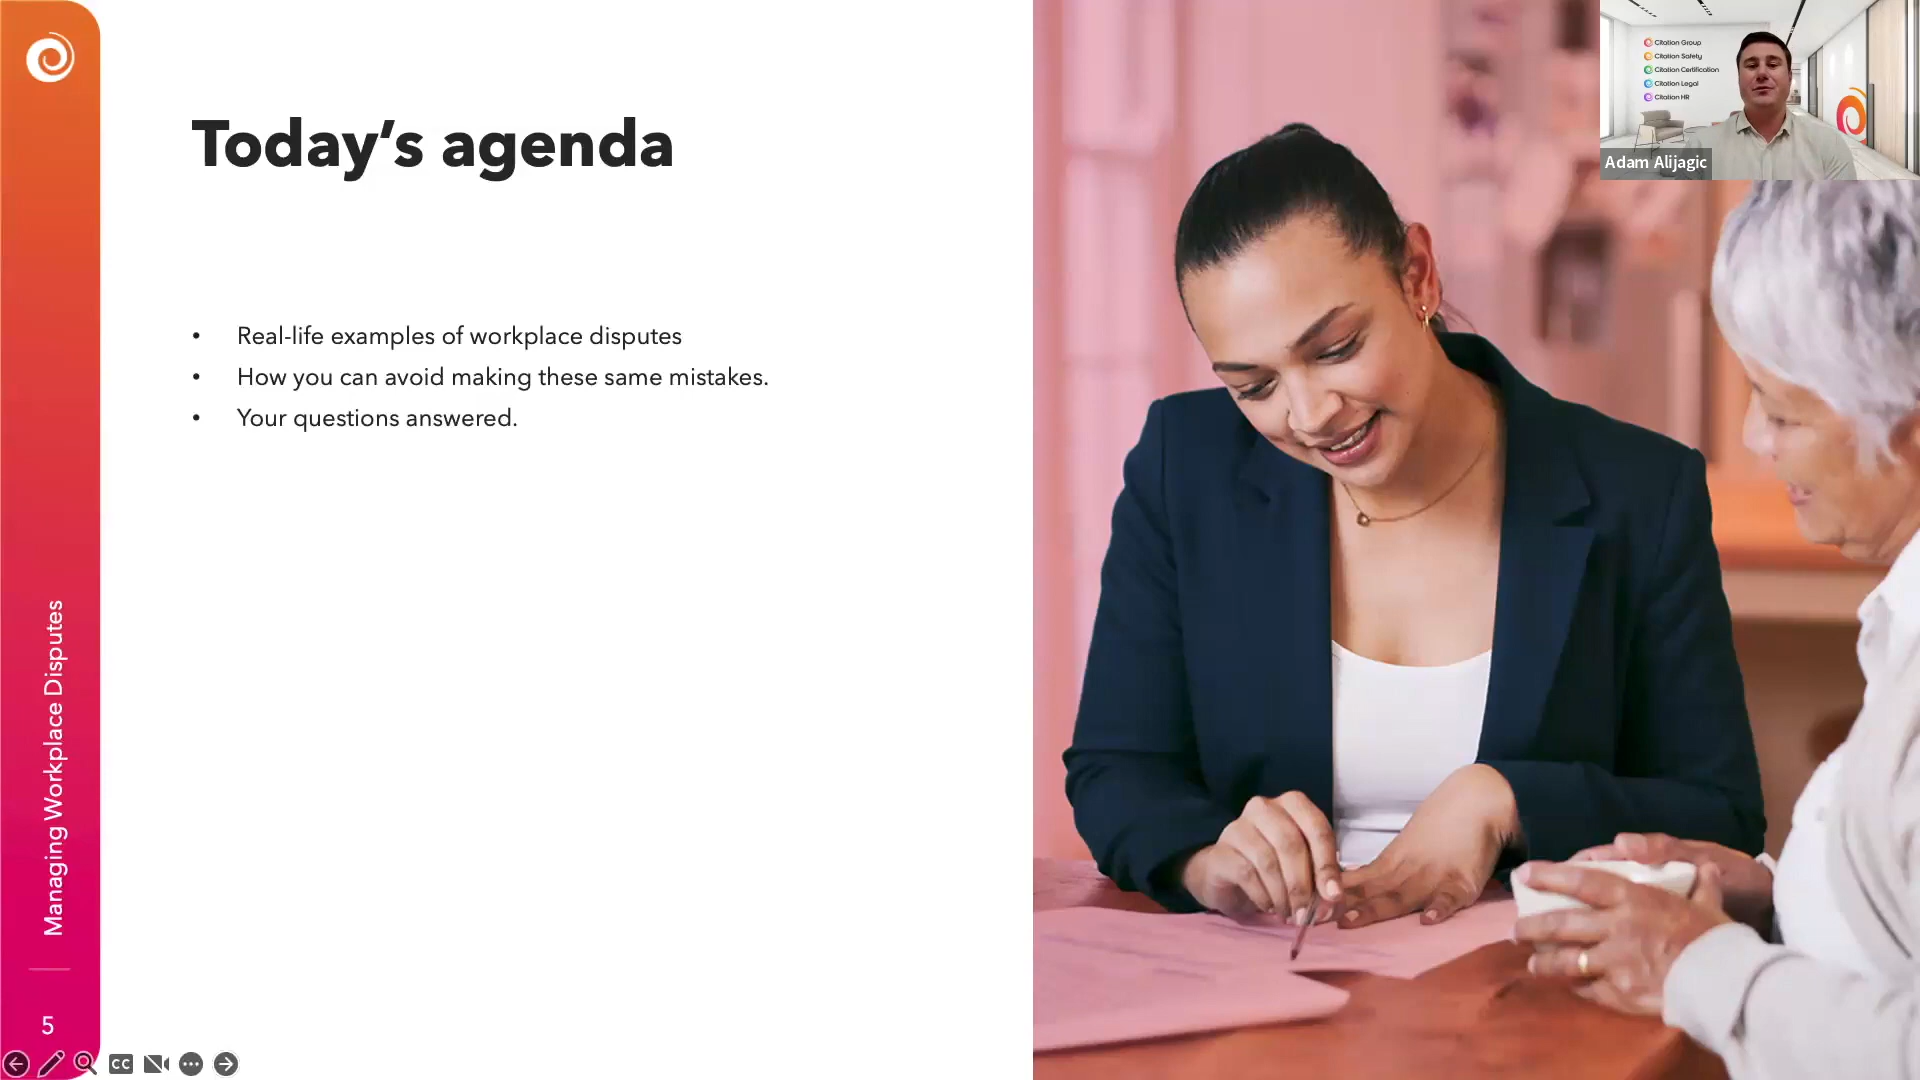 Today's agenda
• Real-life examples of workplace disputes
• How you can avoid making these same mistakes.
• Your questions answered.
Managing Workplace Disputes
5
CC
Citation Group
Citation Safety
Citation Certification
Citation Legal
Citation HR
Adam Alijagic